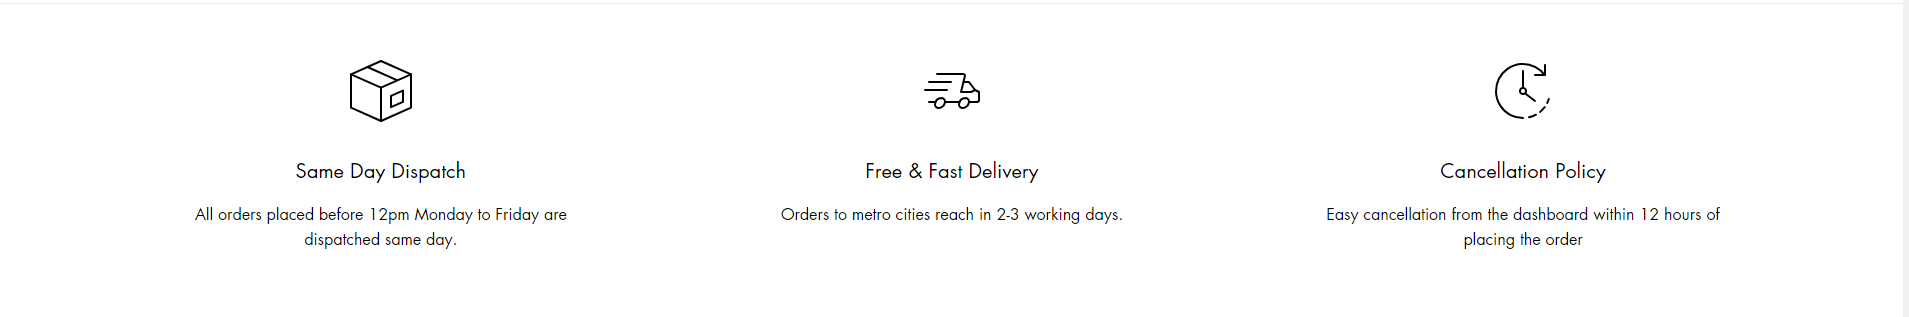 Same Day Dispatch
All orders placed before 12pm Monday to Friday are
dispatched same day.
Free & Fast Delivery
Orders to metro cities reach in 2-3 working days.
Cancellation Policy
Easy cancellation from the dashboard within 12 hours of
placing the order